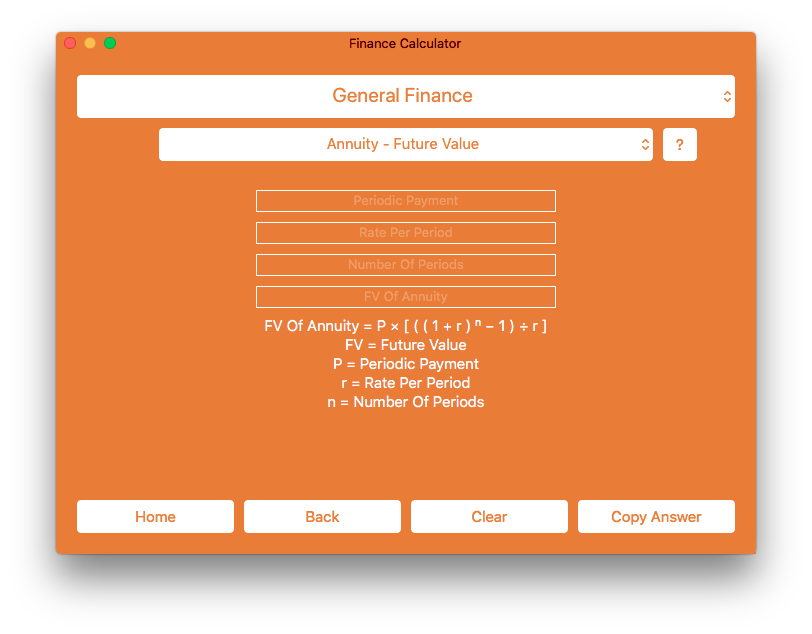 Finance Calculator
General Finance
Annuity - Future Value
?
Periodic Payment
Rate Per Period
Number Of Periods
FV Of Annuity
FV Of Annuity = P × [ ( ( 1 + r ) ⁿ – 1 ) ÷ r ]
FV = Future Value
P = Periodic Payment
r = Rate Per Period
n = Number Of Periods
Home
Back
Clear
Copy Answer